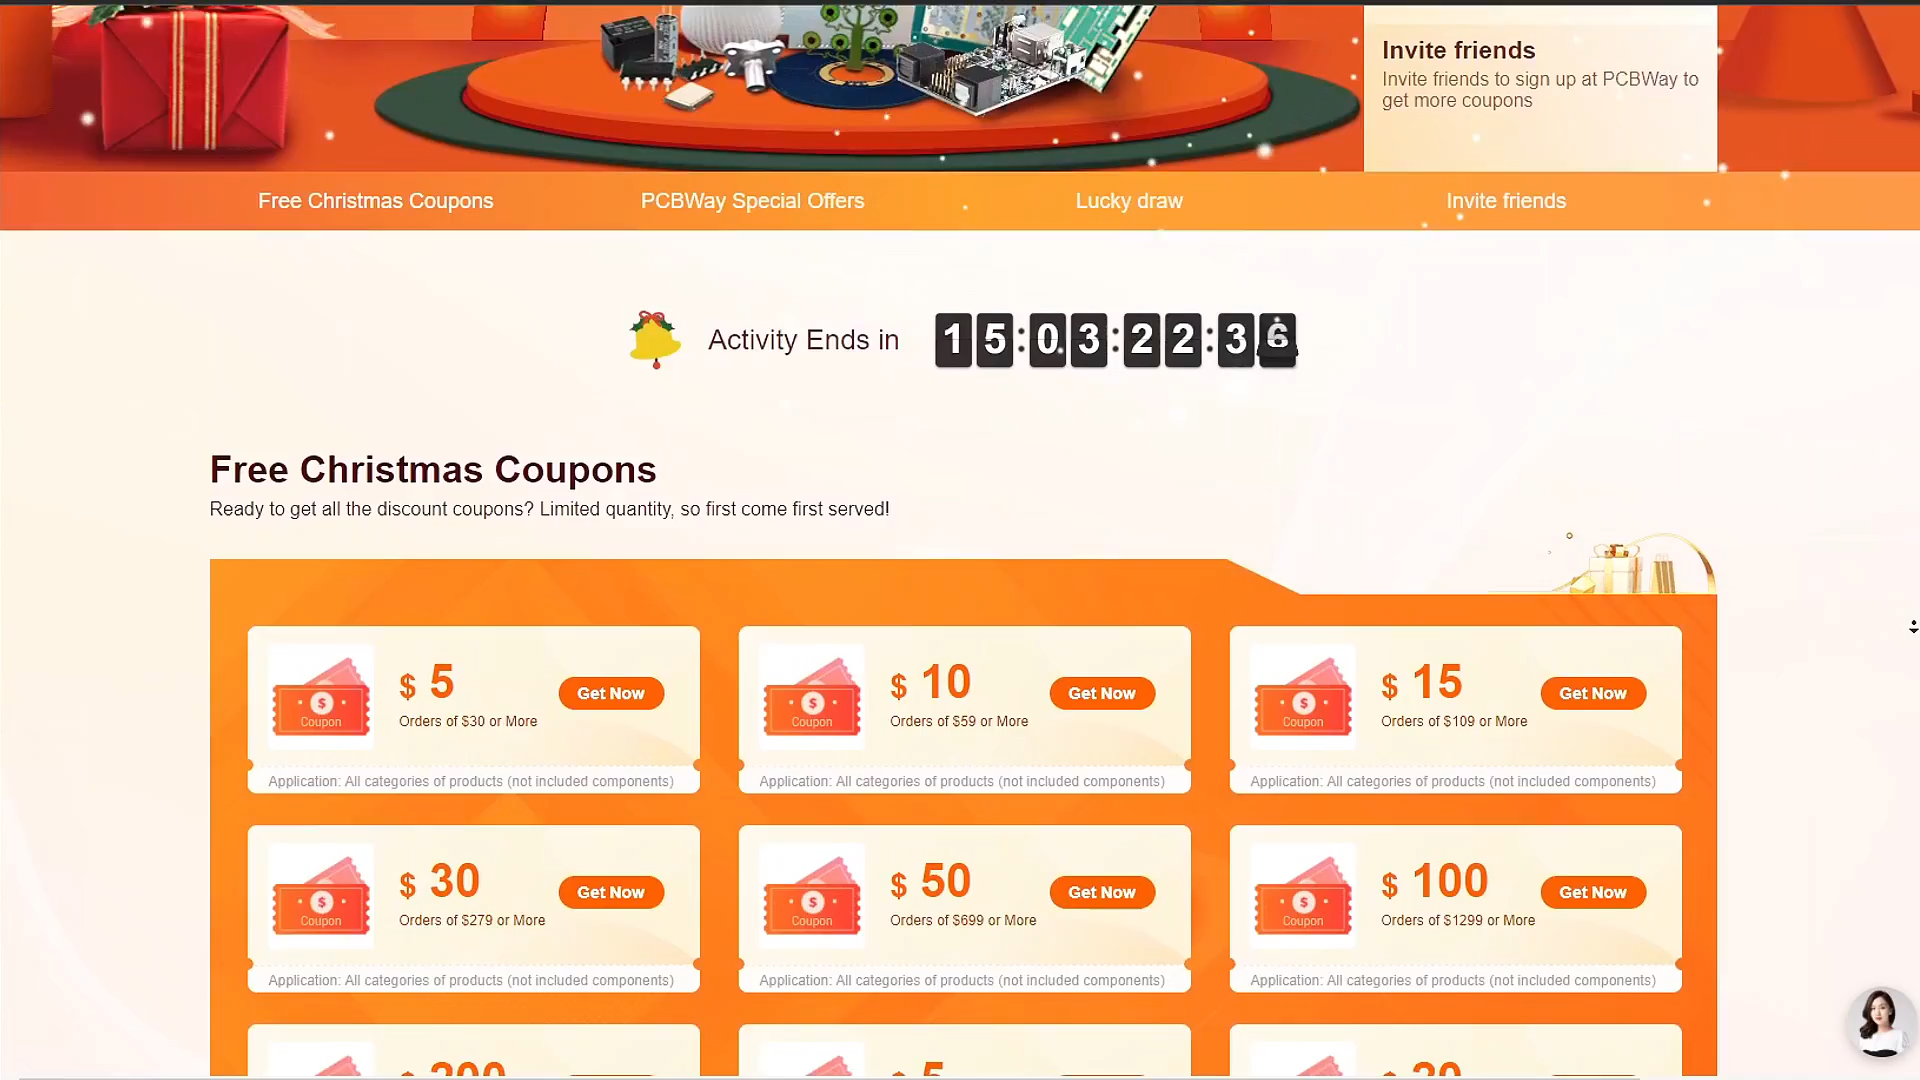 Invite friends
Invite friends to sign up at PCBWay to
get more coupons
Free Christmas Coupons
PCBWay Special Offers
Lucky draw
Invite friends
Activity Ends in
15:03:22:36
Free Christmas Coupons
Ready to get all the discount coupons? Limited quantity, so first come first served!
$ 5
Orders of $30 or More
Get Now
$
Coupon
Application: All categories of products (not included components)
$ 10
Orders of $59 or More
Get Now
$
Coupon
Application: All categories of products (not included components)
$ 15
Orders of $109 or More
Get Now
$
Coupon
Application: All categories of products (not included components)
$ 30
Orders of $279 or More
Get Now
$
Coupon
Application: All categories of products (not included components)
$ 50
Orders of $699 or More
Get Now
$
Coupon
Application: All categories of products (not included components)
$ 100
Orders of $1299 or More
Get Now
$
Coupon
Application: All categories of products (not included components)